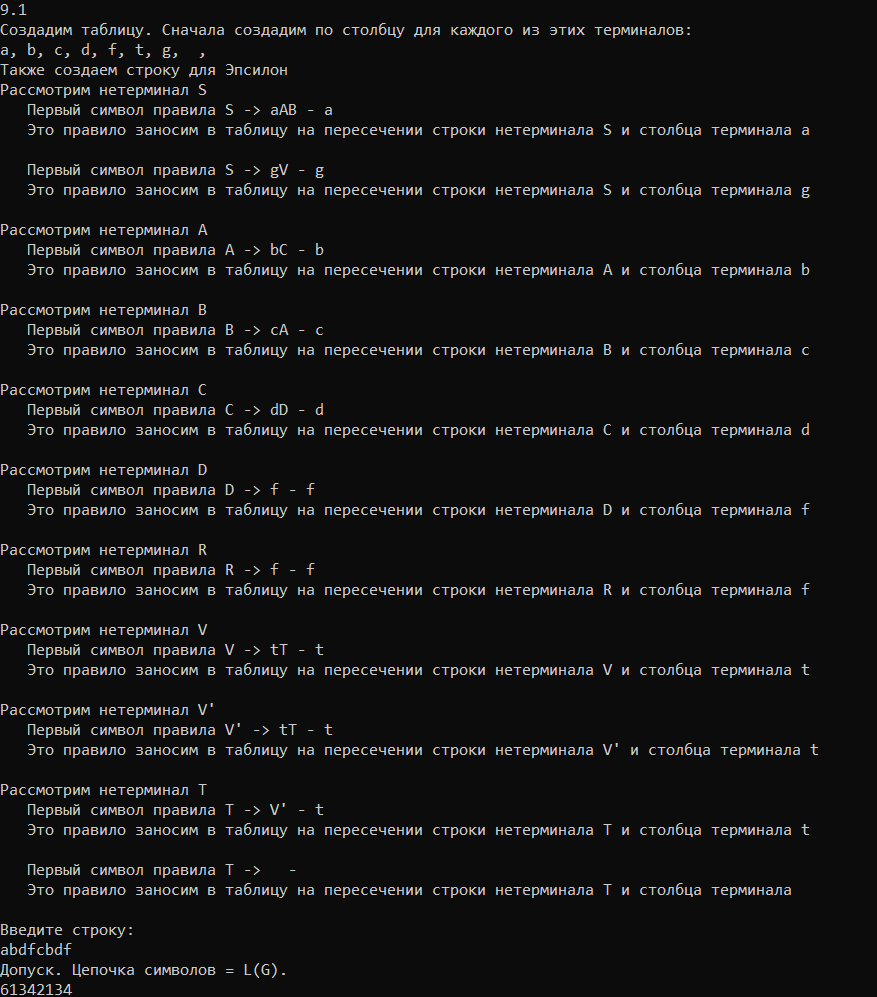 9.1
Создадим таблицу. Сначала создадим по столбцу для каждого из этих терминалов:
a, b, c, d, f, t, g,  ,
Также создаем строку для Эпсилон
Рассмотрим нетерминал S
   Первый символ правила S -> aAB - a
   Это правило заносим в таблицу на пересечении строки нетерминала S и столбца терминала a

   Первый символ правила S -> gV - g
   Это правило заносим в таблицу на пересечении строки нетерминала S и столбца терминала g

Рассмотрим нетерминал A
   Первый символ правила A -> bC - b
   Это правило заносим в таблицу на пересечении строки нетерминала A и столбца терминала b

Рассмотрим нетерминал B
   Первый символ правила B -> cA - c
   Это правило заносим в таблицу на пересечении строки нетерминала B и столбца терминала c

Рассмотрим нетерминал C
   Первый символ правила C -> dD - d
   Это правило заносим в таблицу на пересечении строки нетерминала C и столбца терминала d

Рассмотрим нетерминал D
   Первый символ правила D -> f - f
   Это правило заносим в таблицу на пересечении строки нетерминала D и столбца терминала f

Рассмотрим нетерминал R
   Первый символ правила R -> f - f
   Это правило заносим в таблицу на пересечении строки нетерминала R и столбца терминала f

Рассмотрим нетерминал V
   Первый символ правила V -> tT - t
   Это правило заносим в таблицу на пересечении строки нетерминала V и столбца терминала t

Рассмотрим нетерминал V'
   Первый символ правила V' -> tT - t
   Это правило заносим в таблицу на пересечении строки нетерминала V' и столбца терминала t

Рассмотрим нетерминал T
   Первый символ правила T -> V' - t
   Это правило заносим в таблицу на пересечении строки нетерминала T и столбца терминала t

   Первый символ правила T ->   -
   Это правило заносим в таблицу на пересечении строки нетерминала T и столбца терминала

Введите строку:
abdfcbdf
Допуск. Цепочка символов = L(G).
61342134